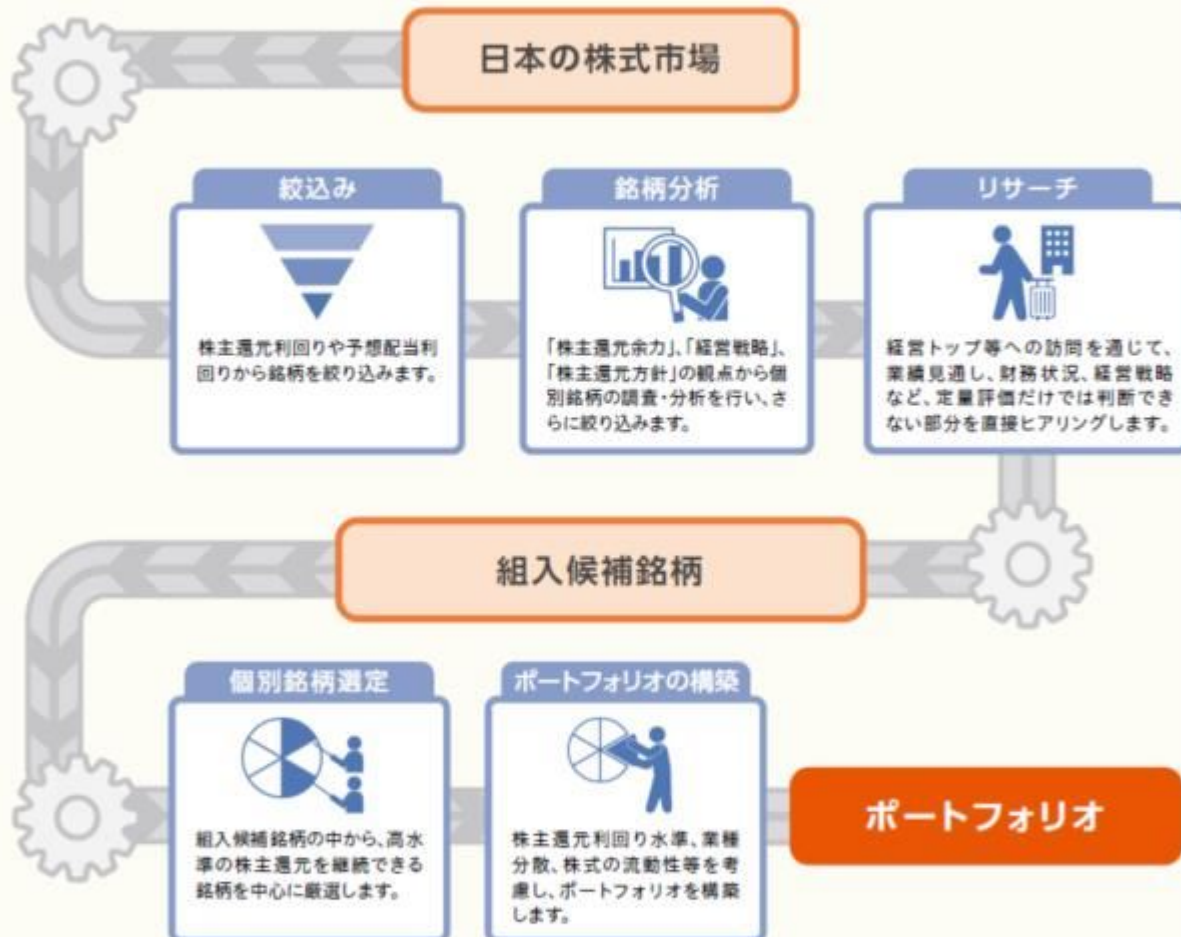 日本の株式市場
絞込み
株主還元利回りや予想配当利
回りから銘柄を絞り込みます。
銘柄分析
「株主還元余力」、「経営戦略」、
「株主還元方針」の観点から個
別銘柄の調査・分析を行い、さ
らに絞り込みます。
リサーチ
経営トップ等への訪問を通じて、
業績見通し、財務状況、経営戦略
など、定量評価だけでは判断でき
ない部分を直接ヒアリングします。
組入候補銘柄
個別銘柄選定
組入候補銘柄の中から、高水
準の株主還元を継続できる
銘柄を中心に厳選します。
ポートフォリオの構築
株主還元利回り水準、業種
分散、株式の流動性等を考
慮し、ポートフォリオを構築
します。
ポートフォリオ